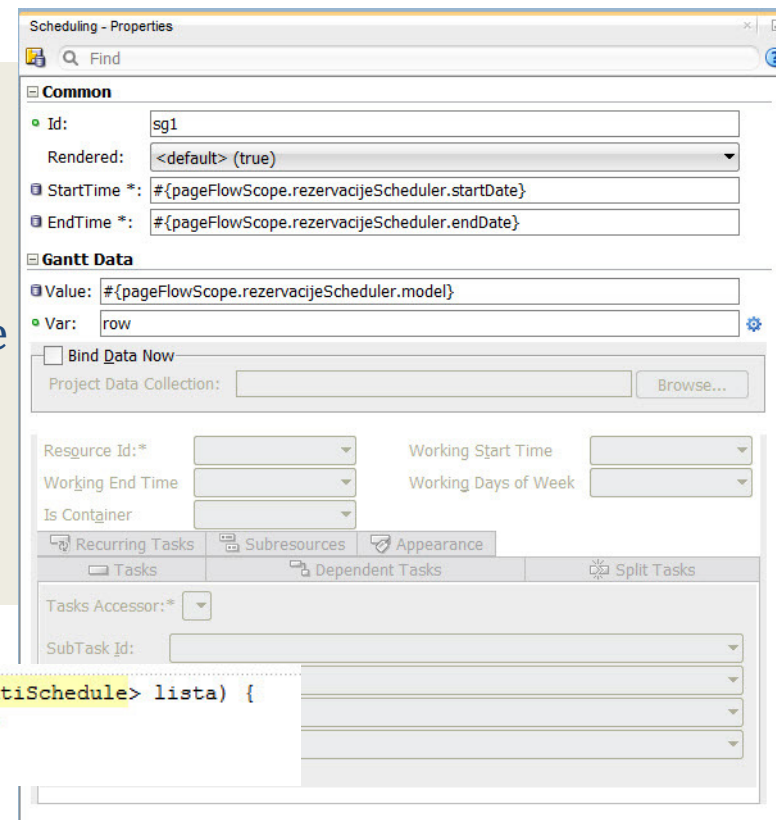 Scheduling - Properties
Find
Common
Id: sg1
Rendered: <default> (true)
StartTime *: #{pageFlowScope.rezervacijeScheduler.startDate}
EndTime *: #{pageFlowScope.rezervacijeScheduler.endDate}
Gantt Data
Value: #{pageFlowScope.rezervacijeScheduler.model}
Var: row
e
Bind Data Now
Project Data Collection: Browse...
Resource Id:* Working Start Time
Working End Time Working Days of Week
Is Container
Recurring Tasks Subresources Appearance
Tasks Dependent Tasks Split Tasks
Tasks Accessor:*
SubTask Id:
tiSchedule> lista) {